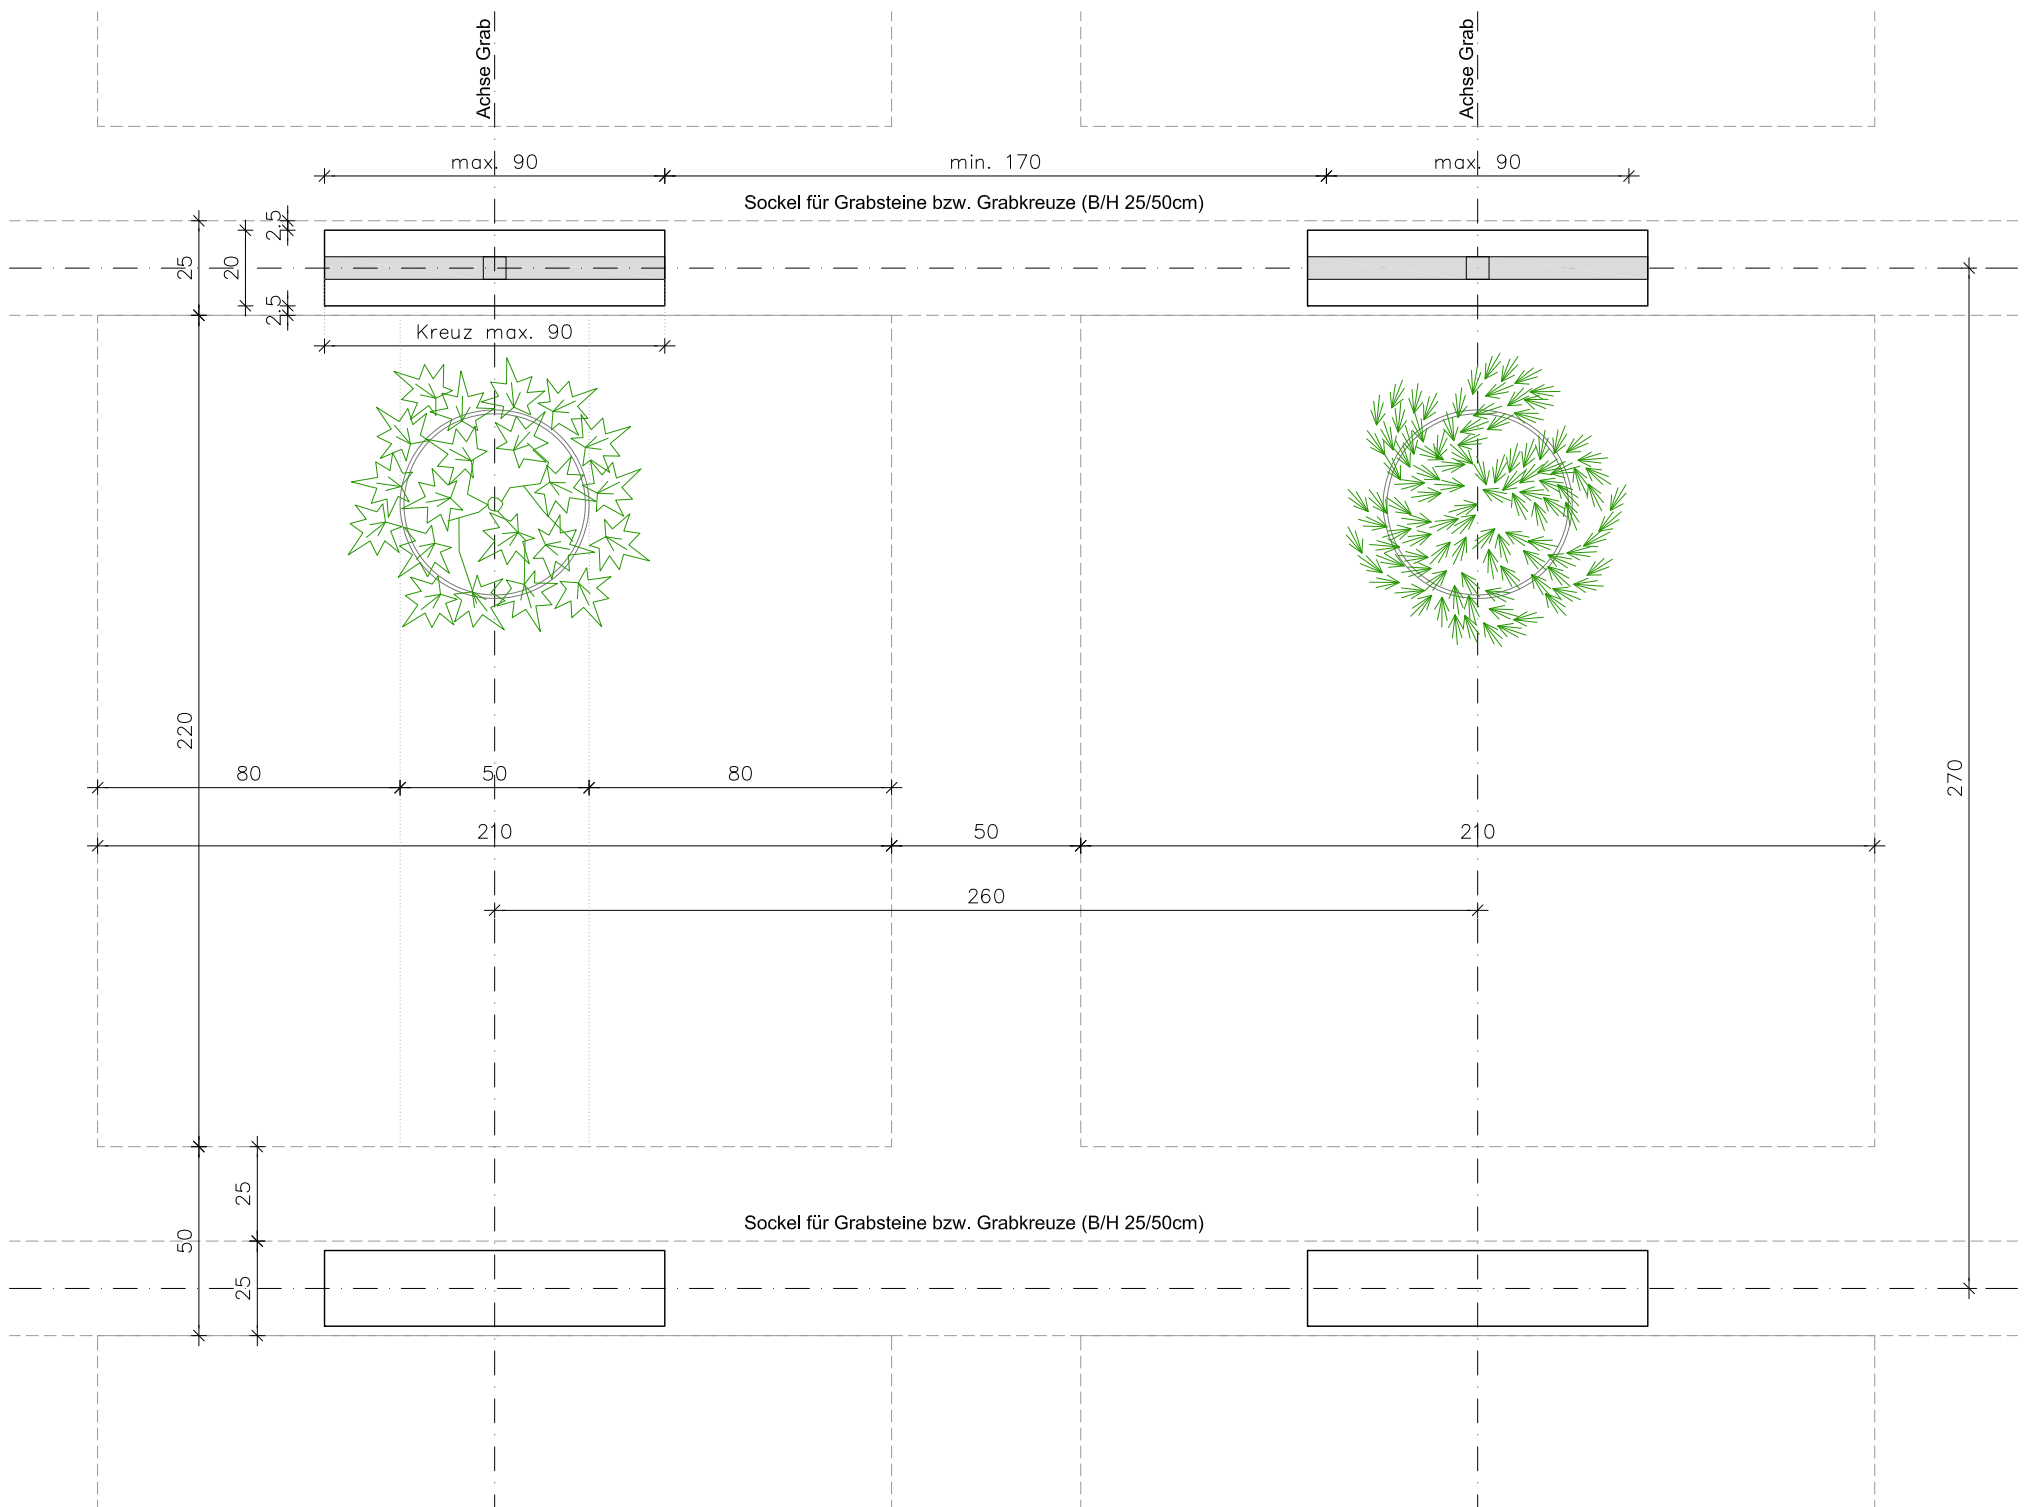 Achse Grab
Achse Grab
max. 90
min. 170
max. 90
Sockel für Grabsteine bzw. Grabkreuze (B/H 25/50cm)
2,5
25
20
2,5
Kreuz max. 90
220
80
50
80
270
210
50
210
260
25
Sockel für Grabsteine bzw. Grabkreuze (B/H 25/50cm)
50
25